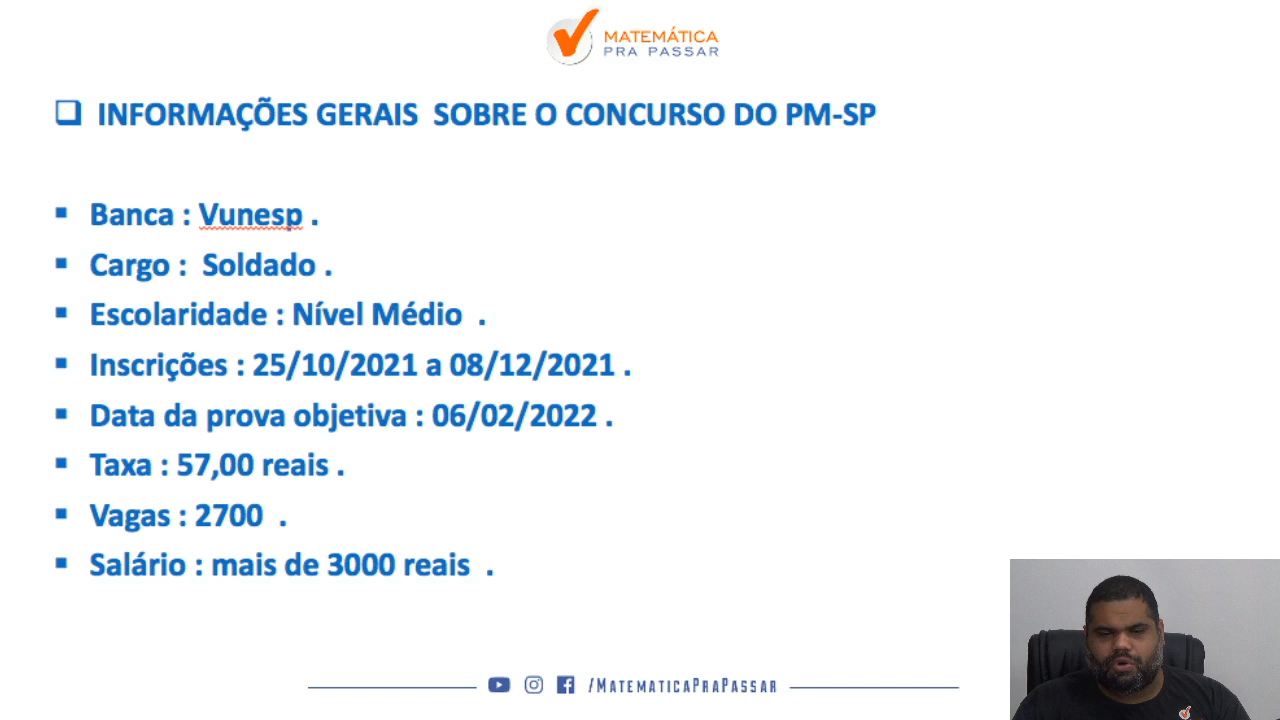 MATEMÁTICA
PRA PASSAR
INFORMAÇÕES GERAIS SOBRE O CONCURSO DO PM-SP
Banca : Vunesp .
Cargo : Soldado .
Escolaridade : Nível Médio .
Inscrições : 25/10/2021 a 08/12/2021 .
Data da prova objetiva : 06/02/2022 .
Taxa : 57,00 reais .
Vagas : 2700 .
Salário : mais de 3000 reais .
/MATEMATICAPRAPASSAR